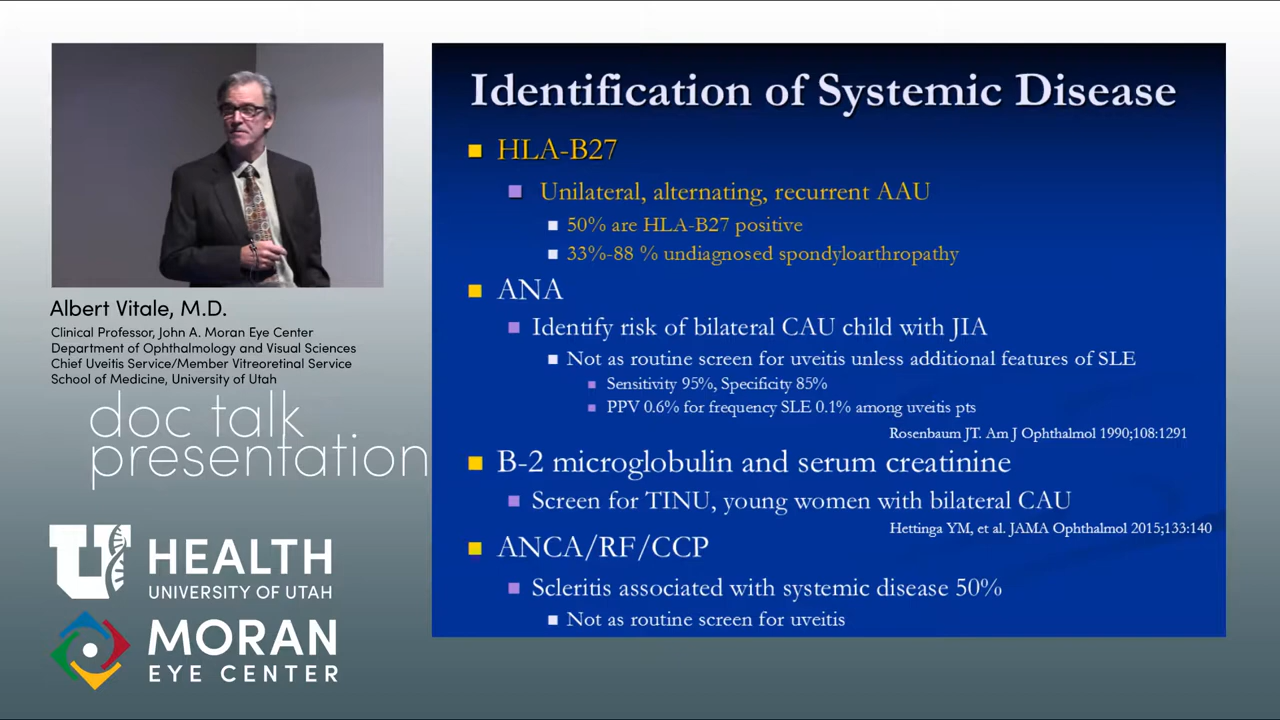 Identification of Systemic Disease
HLA-B27
Unilateral, alternating, recurrent AAU
50% are HLA-B27 positive
33%-88 % undiagnosed spondyloarthropathy
ANA
Identify risk of bilateral CAU child with JIA
Not as routine screen for uveitis unless additional features of SLE
Sensitivity 95%, Specificity 85%
PPV 0.6% for frequency SLE 0.1% among uveitis pts
Rosenbaum JT. Am J Ophthalmol 1990;108:1291
B-2 microglobulin and serum creatinine
Screen for TINU, young women with bilateral CAU
Hettinga YM, et al. JAMA Ophthalmol 2015;133:140
ANCA/RF/CCP
Scleritis associated with systemic disease 50%
Not as routine screen for uveitis
Albert Vitale, M.D.
Clinical Professor, John A. Moran Eye Center
Department of Ophthalmology and Visual Sciences
Chief Uveitis Service/Member Vitreoretinal Service
School of Medicine, University of Utah
doc talk
presentation
U HEALTH
UNIVERSITY OF UTAH
MORAN
EYE CENTER